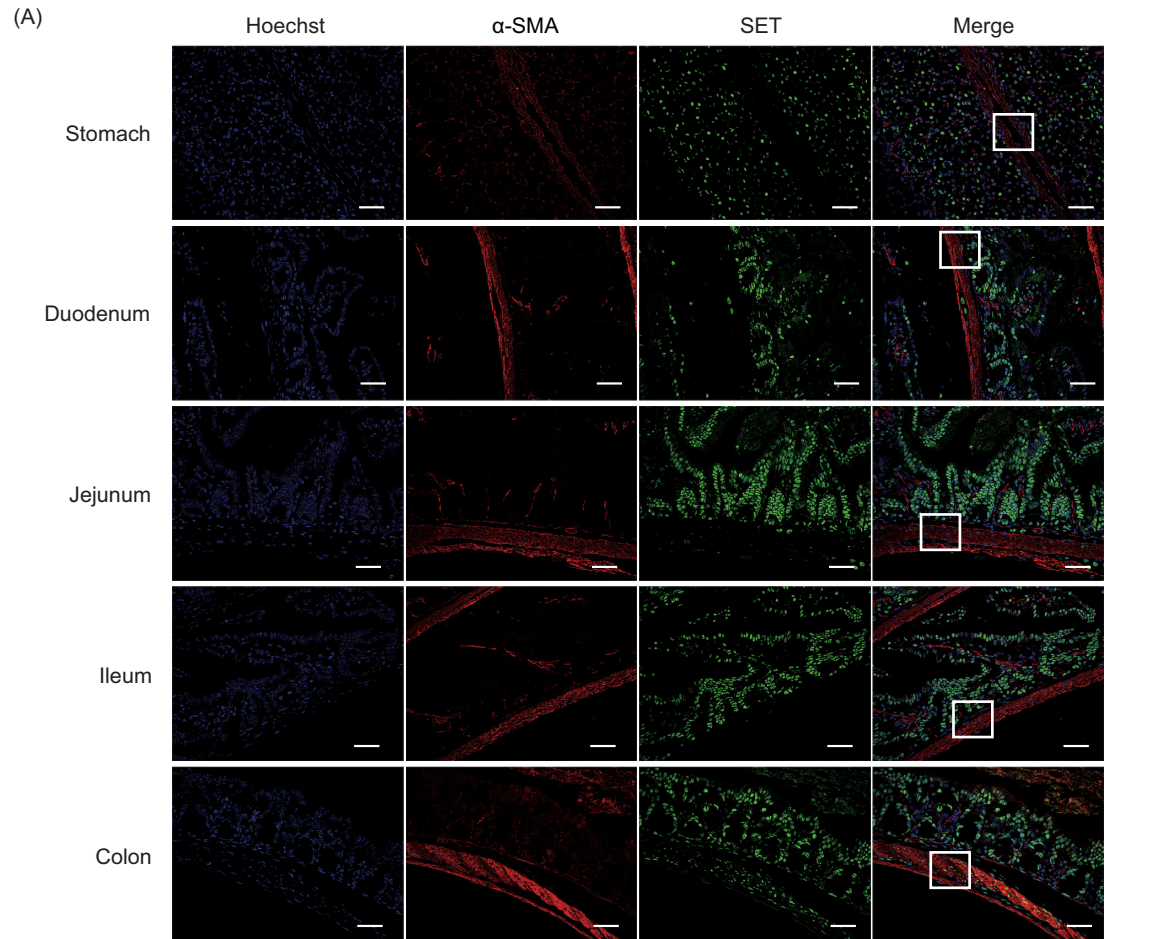 (A)
Hoechst α-SMA SET Merge
Stomach
Duodenum
Jejunum
Ileum
Colon